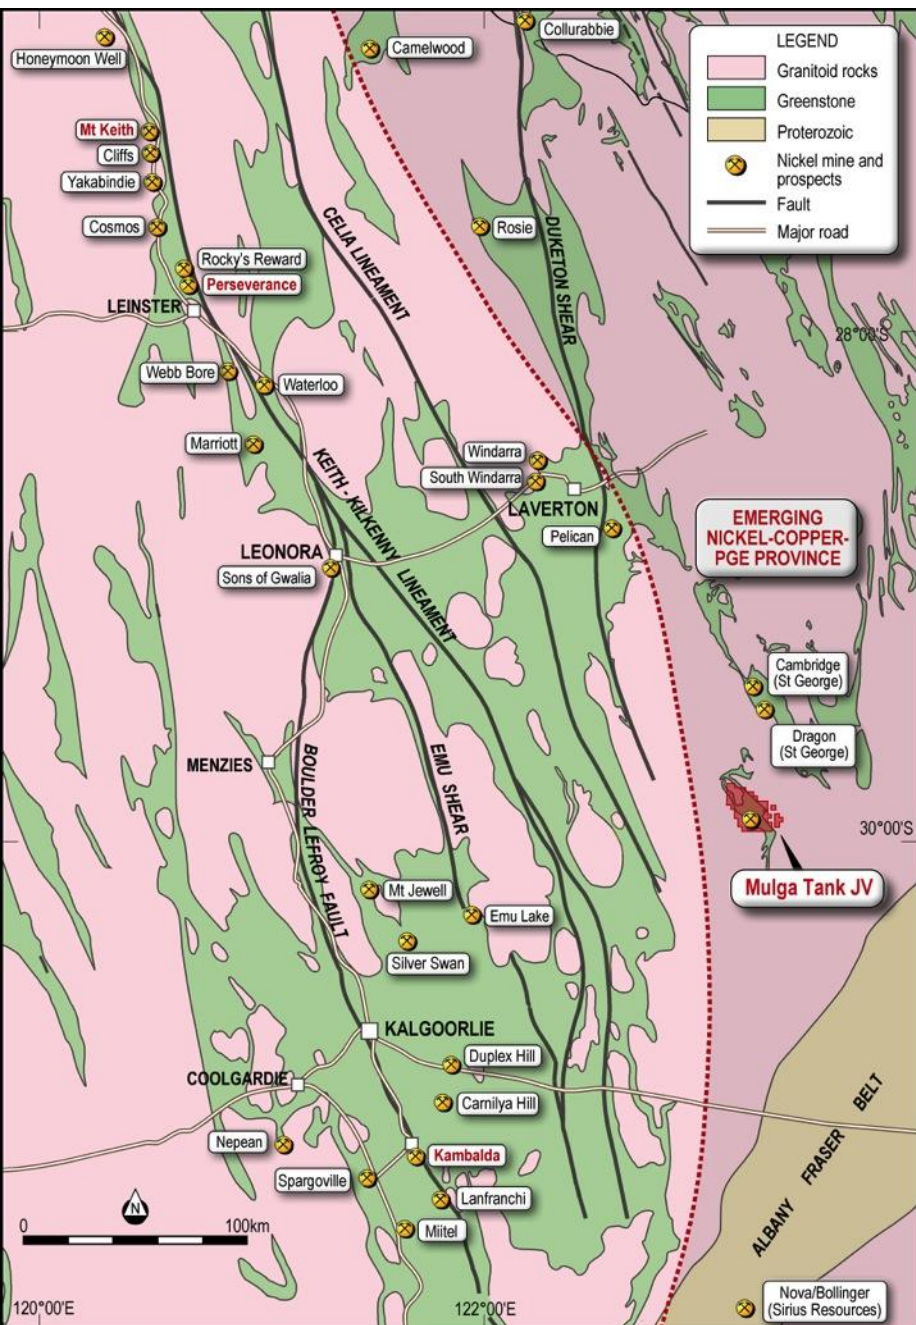 Honeymoon Well
Camelwood
Collurabbie
LEGEND
Granitoid rocks
Greenstone
Proterozoic
Nickel mine and
prospects
Fault
Major road
Mt Keith
Cliffs
Yakabindie
Cosmos
Rocky's Reward
Perseverance
LEINSTER
CELIA LINEAMENT
Rosie
DUKETON SHEAR
28°00'S
Webb Bore
Waterloo
Marriott
KEITH - KILKENNY LINEAMENT
Windarra
South Windarra
LAVERTON
Pelican
EMERGING
NICKEL-COPPER-
PGE PROVINCE
LEONORA
Sons of Gwalia
Cambridge
(St George)
Dragon
(St George)
MENZIES
BOULDER LEFROY FAULT
EMU SHEAR
30°00'S
Mulga Tank JV
Mt Jewell
Emu Lake
Silver Swan
KALGOORLIE
Duplex Hill
COOLGARDIE
Carnilya Hill
Nepean
Kambalda
Spargoville
Lanfranchi
Miitel
ALBANY FRASER BELT
N
0 100km
120°00'E
122°00'E
Nova/Bollinger
(Sirius Resources)